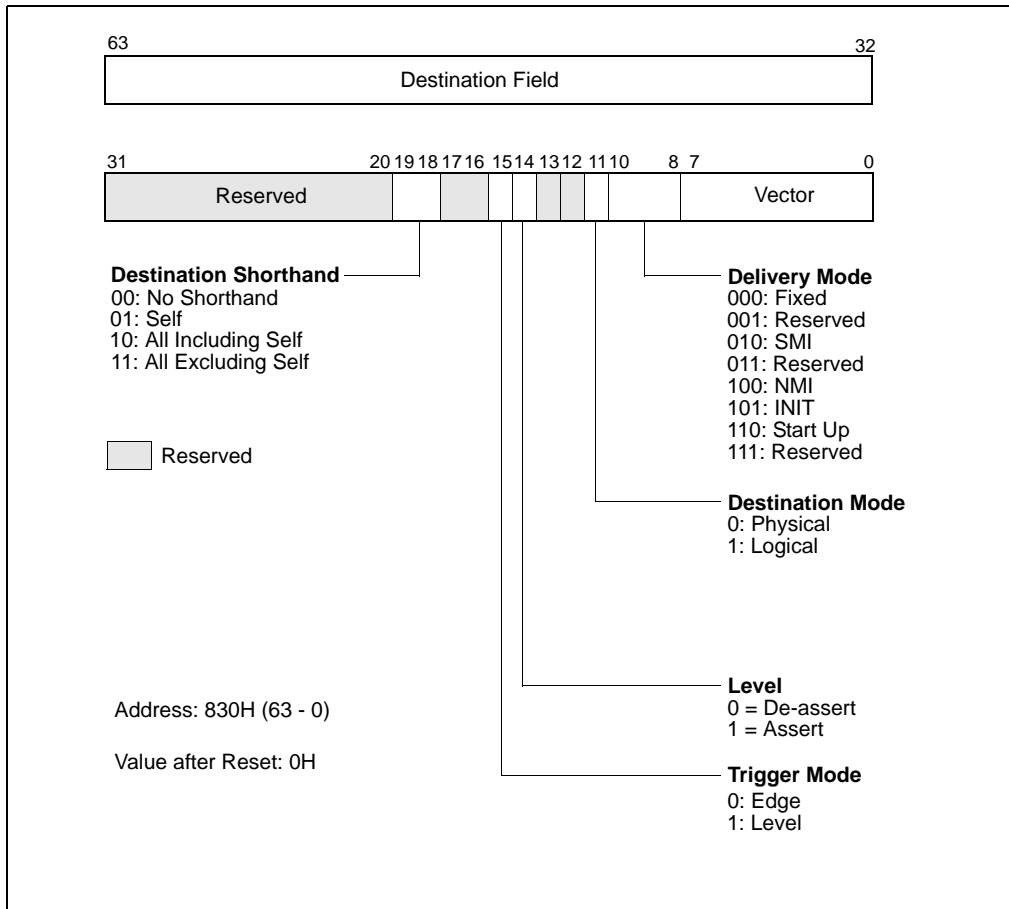 63 32
Destination Field
31 20 19 18 17 16 15 14 13 12 11 10 8 7 0
Reserved Vector
Destination Shorthand
00: No Shorthand
01: Self
10: All Including Self
11: All Excluding Self
Delivery Mode
000: Fixed
001: Reserved
010: SMI
011: Reserved
100: NMI
101: INIT
110: Start Up
111: Reserved
Reserved
Destination Mode
0: Physical
1: Logical
Level
0 = De-assert
1 = Assert
Address: 830H (63 - 0)
Value after Reset: 0H
Trigger Mode
0: Edge
1: Level